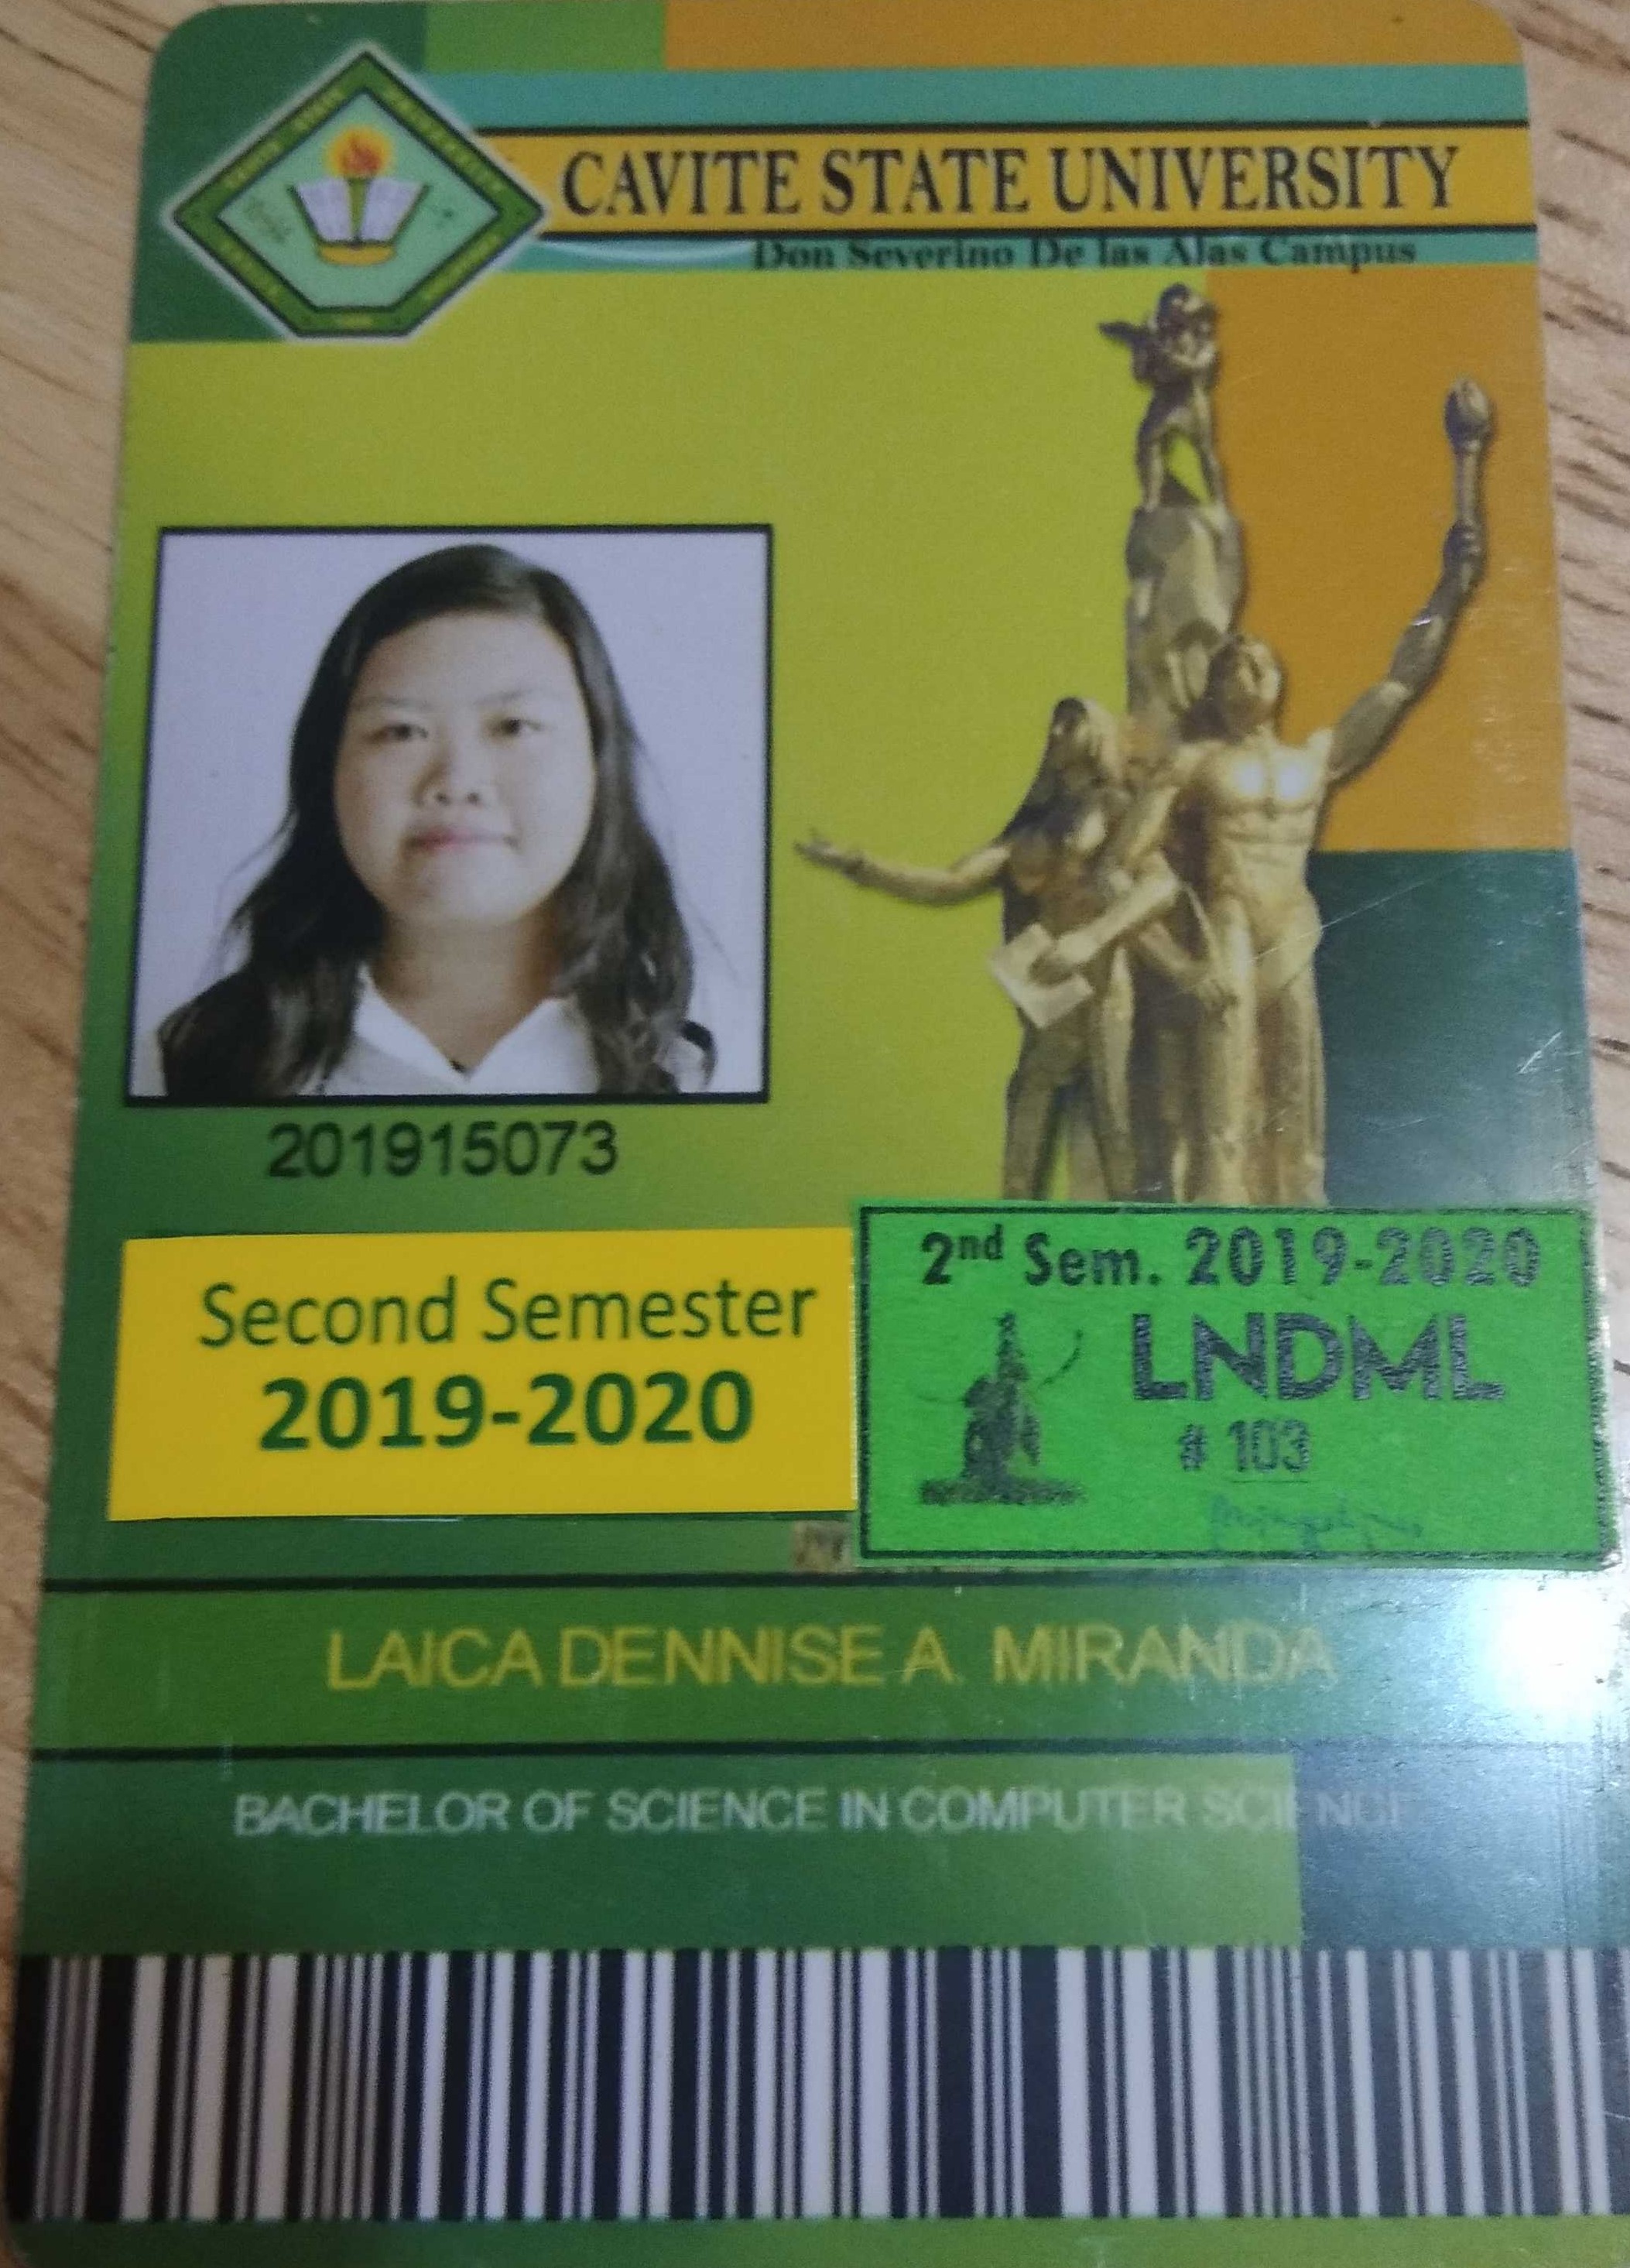 CAVITE STATE UNIVERSITY
Don Severino De las Alas Campus
201915073
Second Semester
2019-2020
2nd Sem. 2019-2020
LNDML
# 103
LAICA DENNISE A. MIRANDA
BACHELOR OF SCIENCE IN COMPUTER SCIENCE